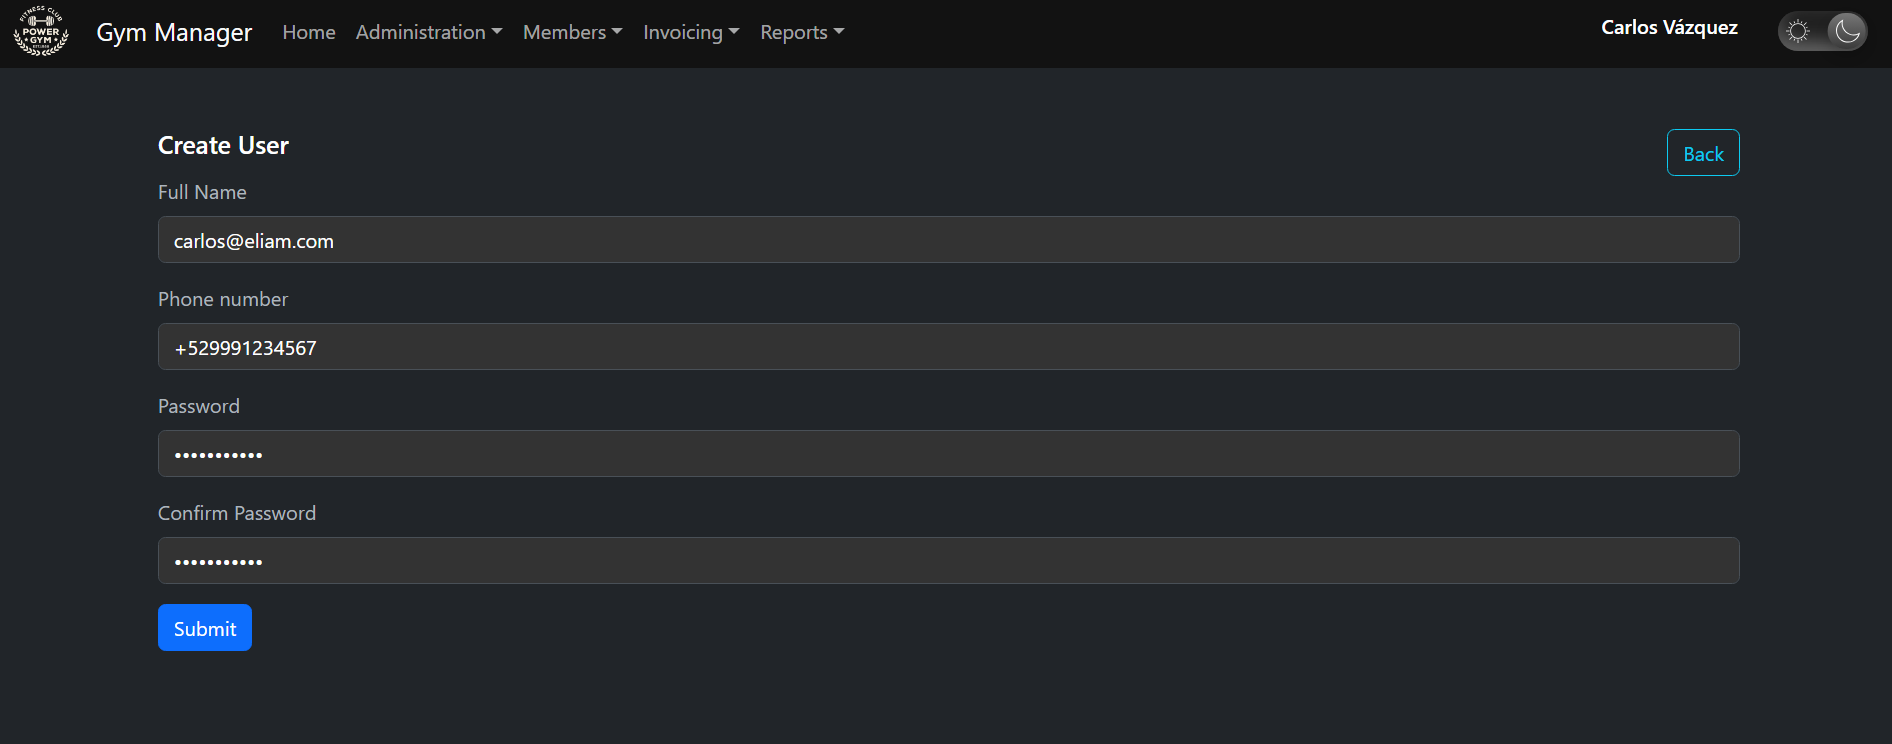 FITNESS CLUB
POWER
GYM
Gym Manager Home Administration Members Invoicing Reports Carlos Vázquez
Create User
Back
Full Name
carlos@eliam.com
Phone number
+529991234567
Password
•••••••••••
Confirm Password
•••••••••••
Submit